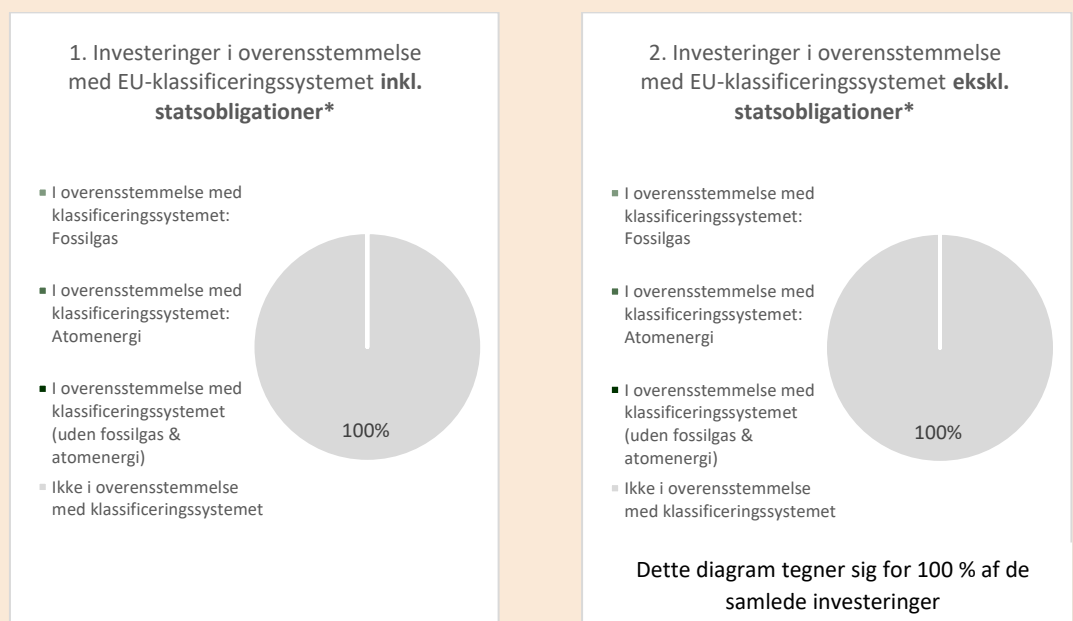 1. Investeringer i overensstemmelse
med EU-klassificeringssystemet inkl.
statsobligationer*
I overensstemmelse med
klassificeringssystemet:
Fossilgas
I overensstemmelse med
klassificeringssystemet:
Atomenergi
I overensstemmelse med
klassificeringssystemet
(uden fossilgas &
atomenergi)
Ikke i overensstemmelse
med klassificeringssystemet
100%
2. Investeringer i overensstemmelse
med EU-klassificeringssystemet ekskl.
statsobligationer*
I overensstemmelse med
klassificeringssystemet:
Fossilgas
I overensstemmelse med
klassificeringssystemet:
Atomenergi
I overensstemmelse med
klassificeringssystemet
(uden fossilgas &
atomenergi)
Ikke i overensstemmelse
med klassificeringssystemet
100%
Dette diagram tegner sig for 100 % af de
samlede investeringer